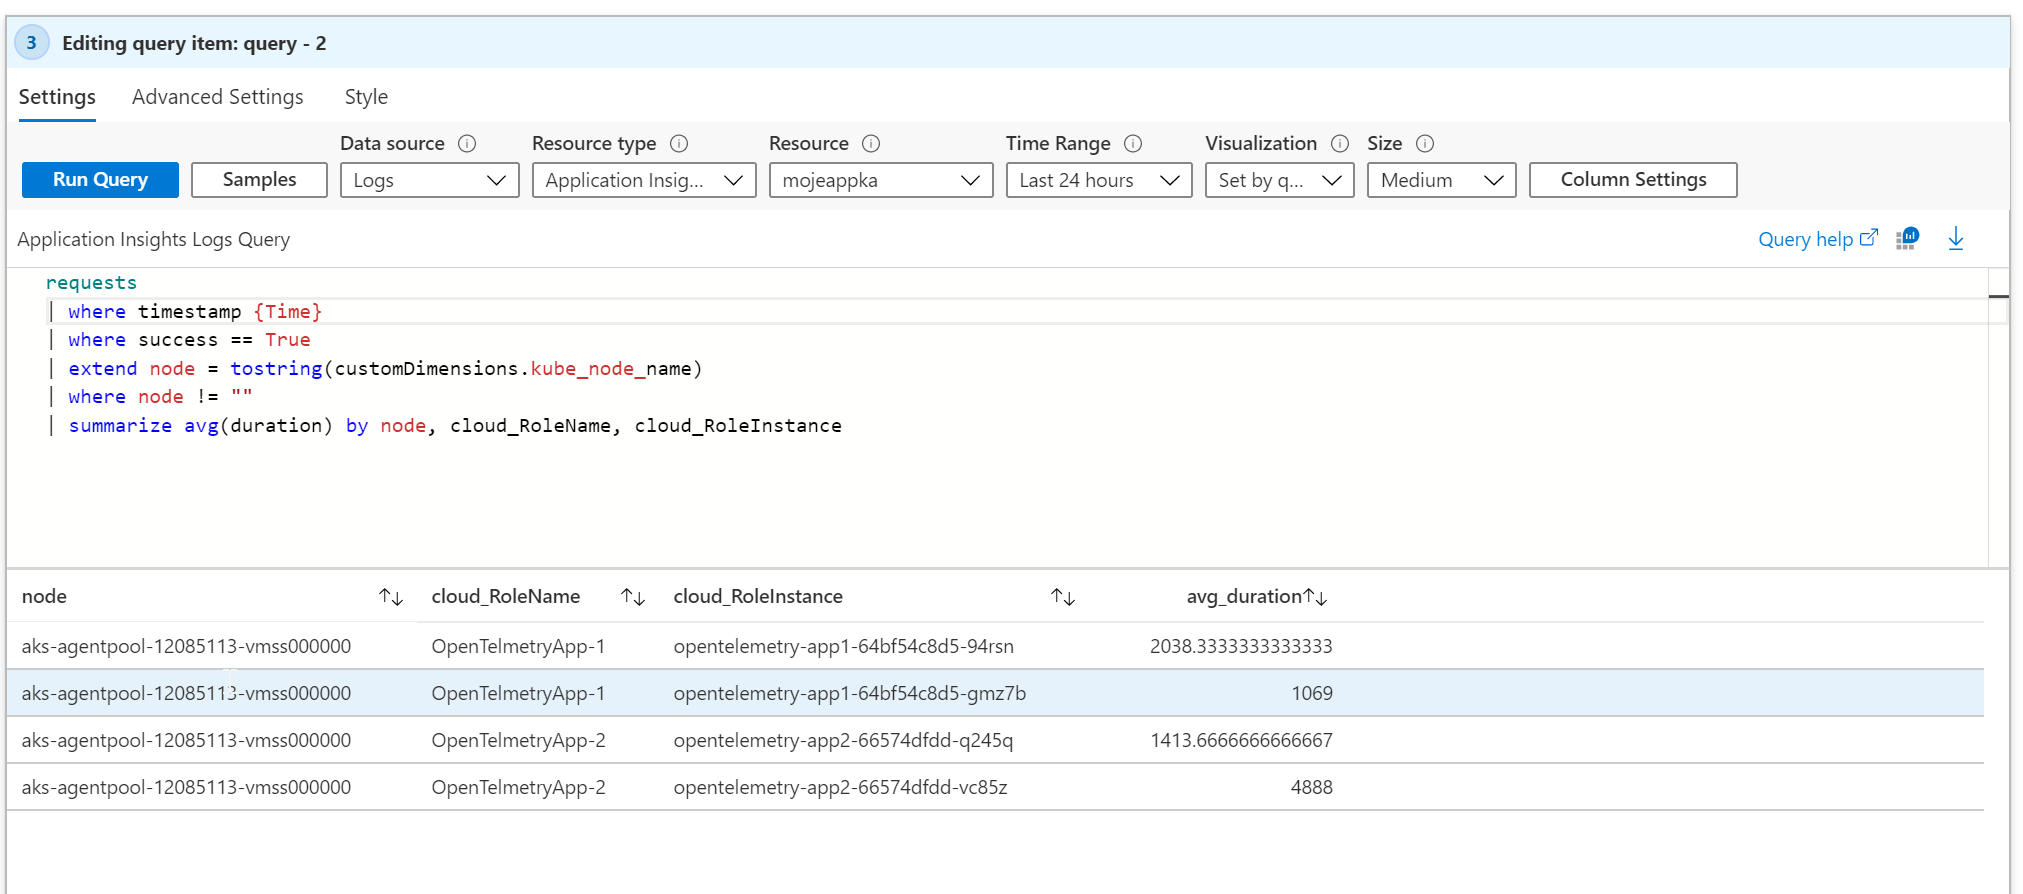 3 Editing query item: query - 2
Settings Advanced Settings Style
Data source Resource type Resource Time Range Visualization Size
Run Query Samples Logs Application Insig... mojeappka Last 24 hours Set by q... Medium Column Settings
Application Insights Logs Query Query help
requests
| where timestamp {Time}
| where success == True
| extend node = tostring(customDimensions.kube_node_name)
| where node != ""
| summarize avg(duration) by node, cloud_RoleName, cloud_RoleInstance
node cloud_RoleName cloud_RoleInstance avg_duration
aks-agentpool-12085113-vmss000000 OpenTelmetryApp-1 opentelemetry-app1-64bf54c8d5-94rsn 2038.3333333333333
aks-agentpool-12085113-vmss000000 OpenTelmetryApp-1 opentelemetry-app1-64bf54c8d5-gmz7b 1069
aks-agentpool-12085113-vmss000000 OpenTelmetryApp-2 opentelemetry-app2-66574dfdd-q245q 1413.6666666666667
aks-agentpool-12085113-vmss000000 OpenTelmetryApp-2 opentelemetry-app2-66574dfdd-vc85z 4888